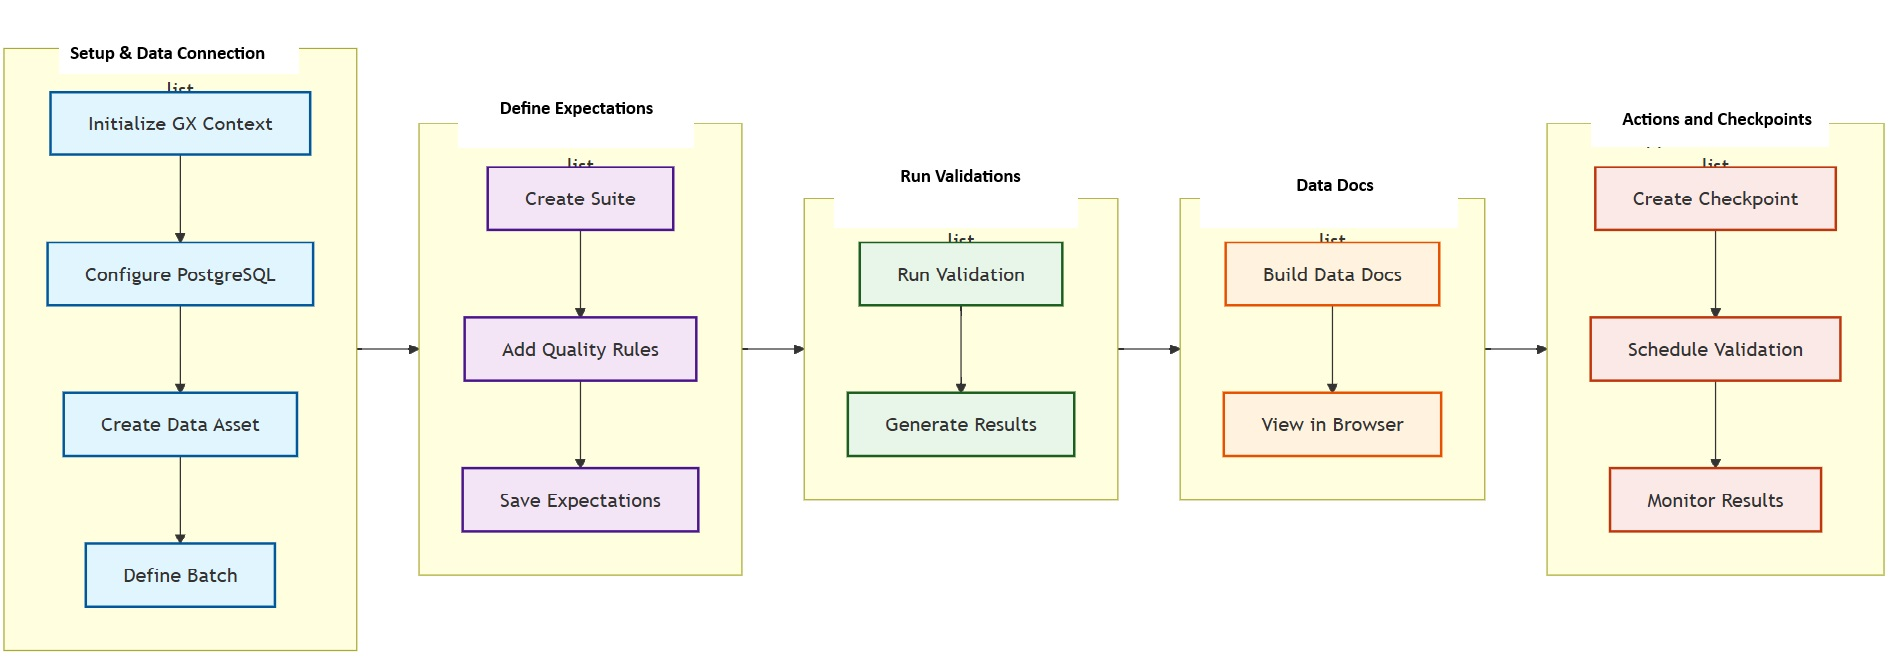 Setup & Data Connection
list
Initialize GX Context
Configure PostgreSQL
Create Data Asset
Define Batch
Define Expectations
list
Create Suite
Add Quality Rules
Save Expectations
Run Validations
list
Run Validation
Generate Results
Data Docs
list
Build Data Docs
View in Browser
Actions and Checkpoints
list
Create Checkpoint
Schedule Validation
Monitor Results